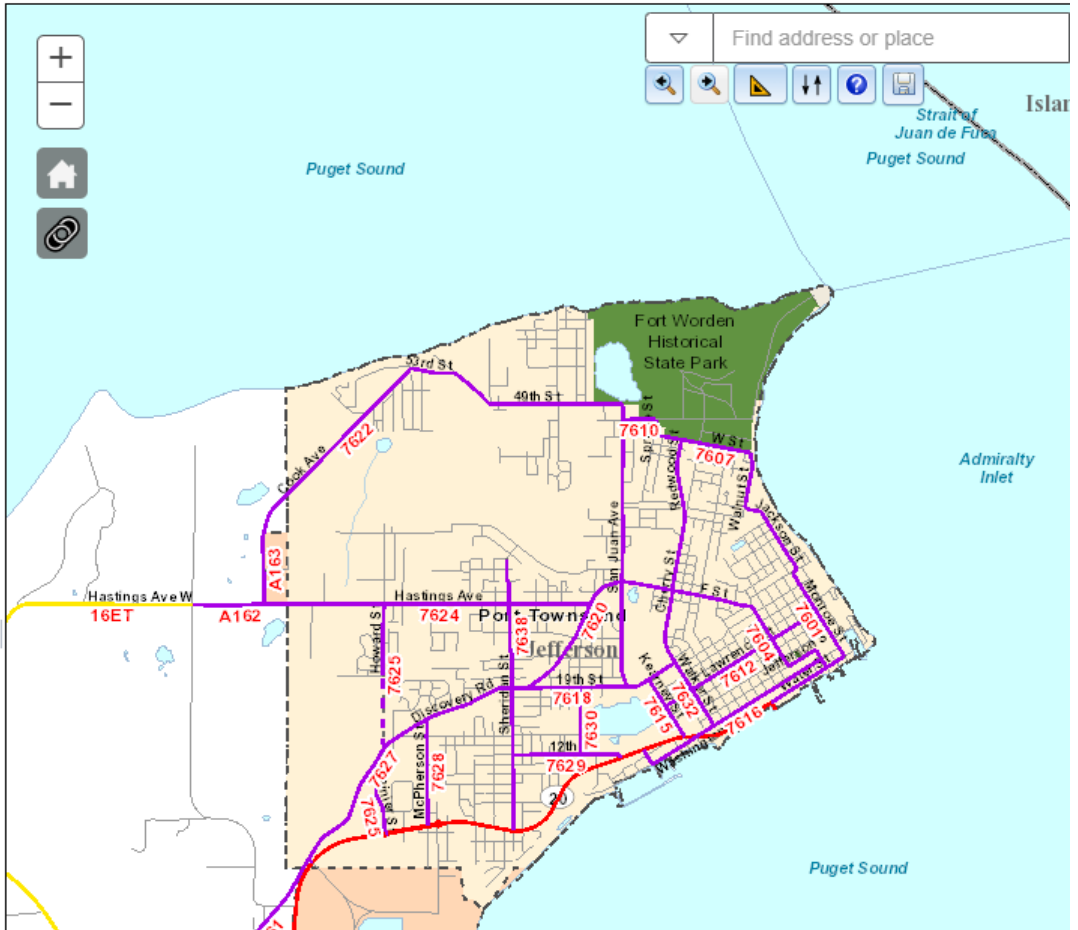 Find address or place
Islan
Strait of
Juan de Fuca
Puget Sound
Puget Sound
Fort Worden
Historical
State Park
53rd St
49th St
7610
W St
7607
7622
Cook Ave
Redwood St
Walnut St
Jackson St
Admiralty
Inlet
San Juan Ave
Cherry St
F St
Monroe St
7601
A163
Hastings Ave W
Hastings Ave
16ET
A162
7624
Port Townsend
7620
7638
Jefferson
Howard St
7625
Lawrence
7604
7612
Jefferson
Water St
Walker St
Kearney St
19th St
7618
7632
7615
Discovery Rd
Sheridan St
7630
7616
12th
7629
Washing
McPherson St
7628
7627
7625
20
Puget Sound